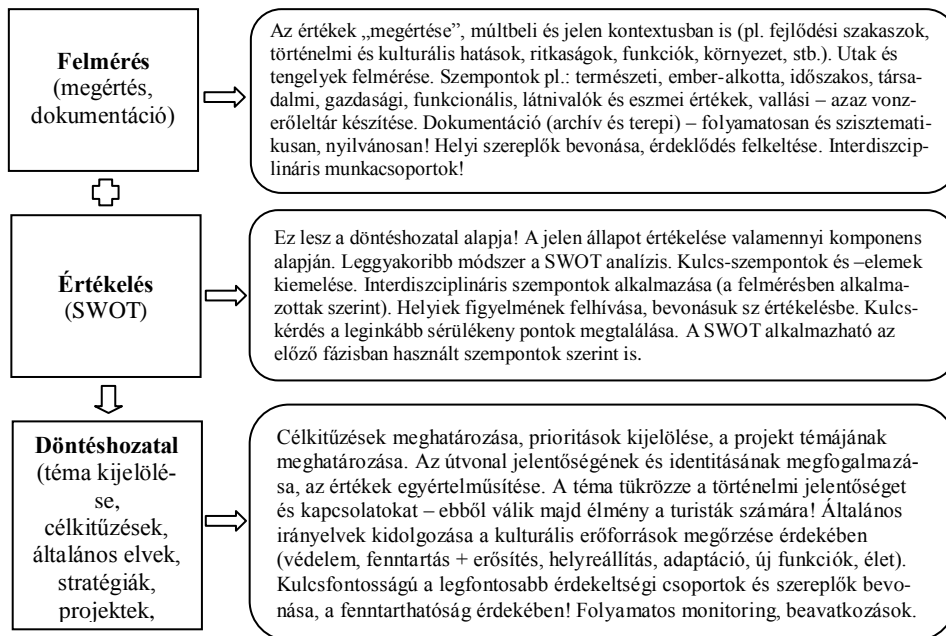 Felmérés
(megértés,
dokumentáció)
Az értékek „megértése”, múltbeli és jelen kontextusban is (pl. fejlődési szakaszok,
történelmi és kulturális hatások, ritkaságok, funkciók, környezet, stb.). Utak és
tengelyek felmérése. Szempontok pl.: természeti, ember-alkotta, időszakos, társa-
dalmi, gazdasági, funkcionális, látnivalók és eszmei értékek, vallási – azaz vonz-
erőleltár készítése. Dokumentáció (archív és terepi) – folyamatosan és szisztemati-
kusan, nyilvánosan! Helyi szereplők bevonása, érdeklődés felkeltése. Interdiszcip-
lináris munkacsoportok!
Értékelés
(SWOT)
Ez lesz a döntéshozatal alapja! A jelen állapot értékelése valamennyi komponens
alapján. Leggyakoribb módszer a SWOT analízis. Kulcs-szempontok és –elemek
kiemelése. Interdiszciplináris szempontok alkalmazása (a felmérésben alkalma-
zottak szerint). Helyiek figyelmének felhívása, bevonásuk sz értékelésbe. Kulcs-
kérdés a leginkább sérülékeny pontok megtalálása. A SWOT alkalmazható az
előző fázisban használt szempontok szerint is.
Döntéshozatal
(téma kijelölé-
se,
célkitűzések,
általános elvek,
stratégiák,
projektek,
Célkitűzések meghatározása, prioritások kijelölése, a projekt témájának
meghatározása. Az útvonal jelentőségének és identitásának megfogalmazá-
sa, az értékek egyértelműsítése. A téma tükrözze a történelmi jelentőséget
és kapcsolatokat – ebből válik majd élmény a turisták számára! Általános
irányelvek kidolgozása a kulturális erőforrások megőrzése érdekében
(védelem, fenntartás + erősítés, helyreállítás, adaptáció, új funkciók, élet).
Kulcsfontosságú a legfontosabb érdekeltségi csoportok és szereplők bevo-
nása, a fenntarthatóság érdekében! Folyamatos monitoring, beavatkozások.